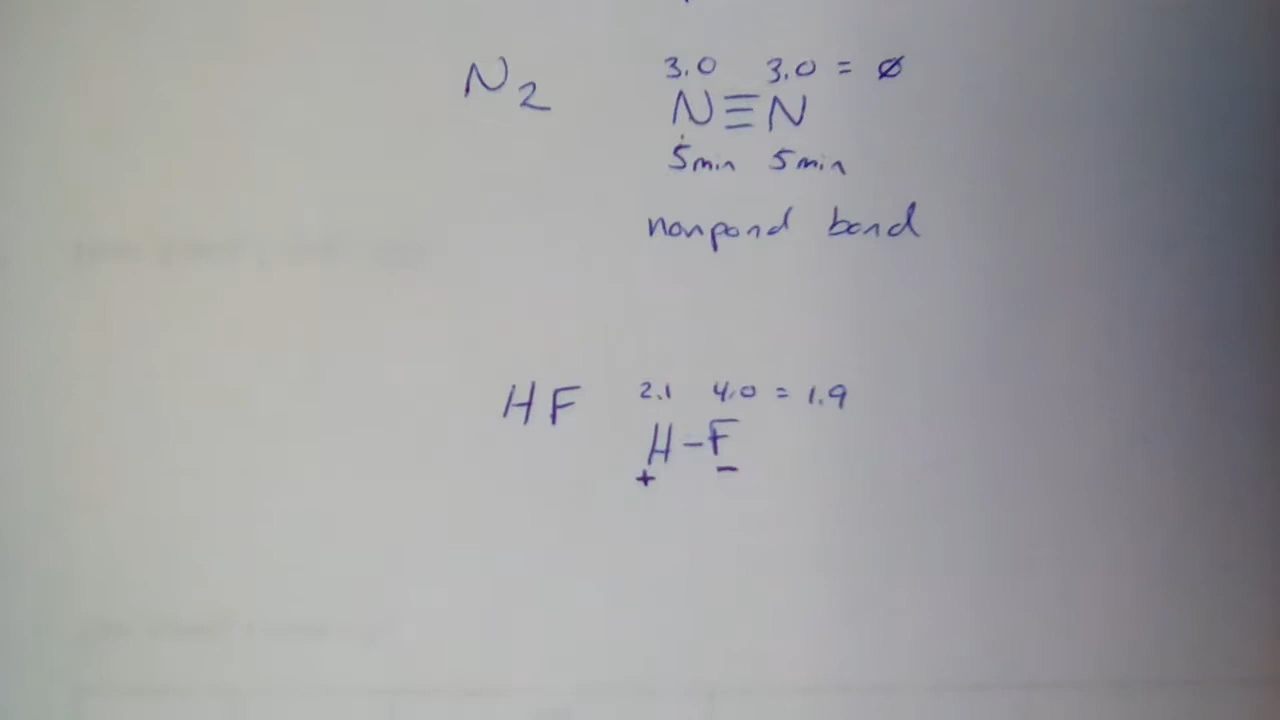 3.0 3.0 = ∅
N₂ N≡N
5min 5min
nonpond bond
2.1 4.0 = 1.9
HF H–F
+ −